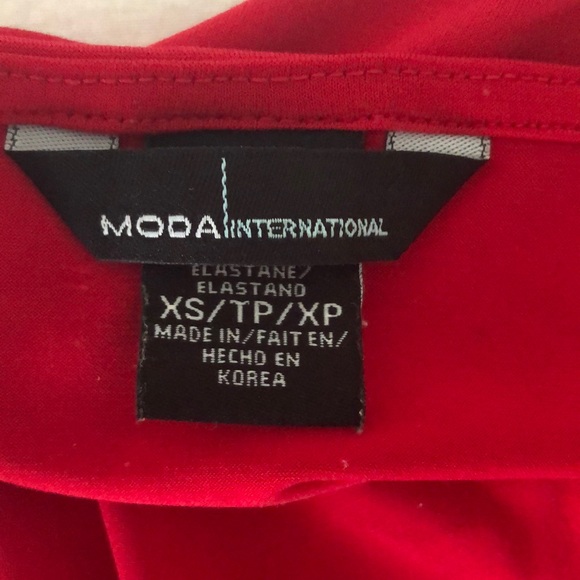 MODA INTERNATIONAL
ELASTANE/
ELASTANO
XS/TP/XP
MADE IN/FAIT EN/
HECHO EN
KOREA